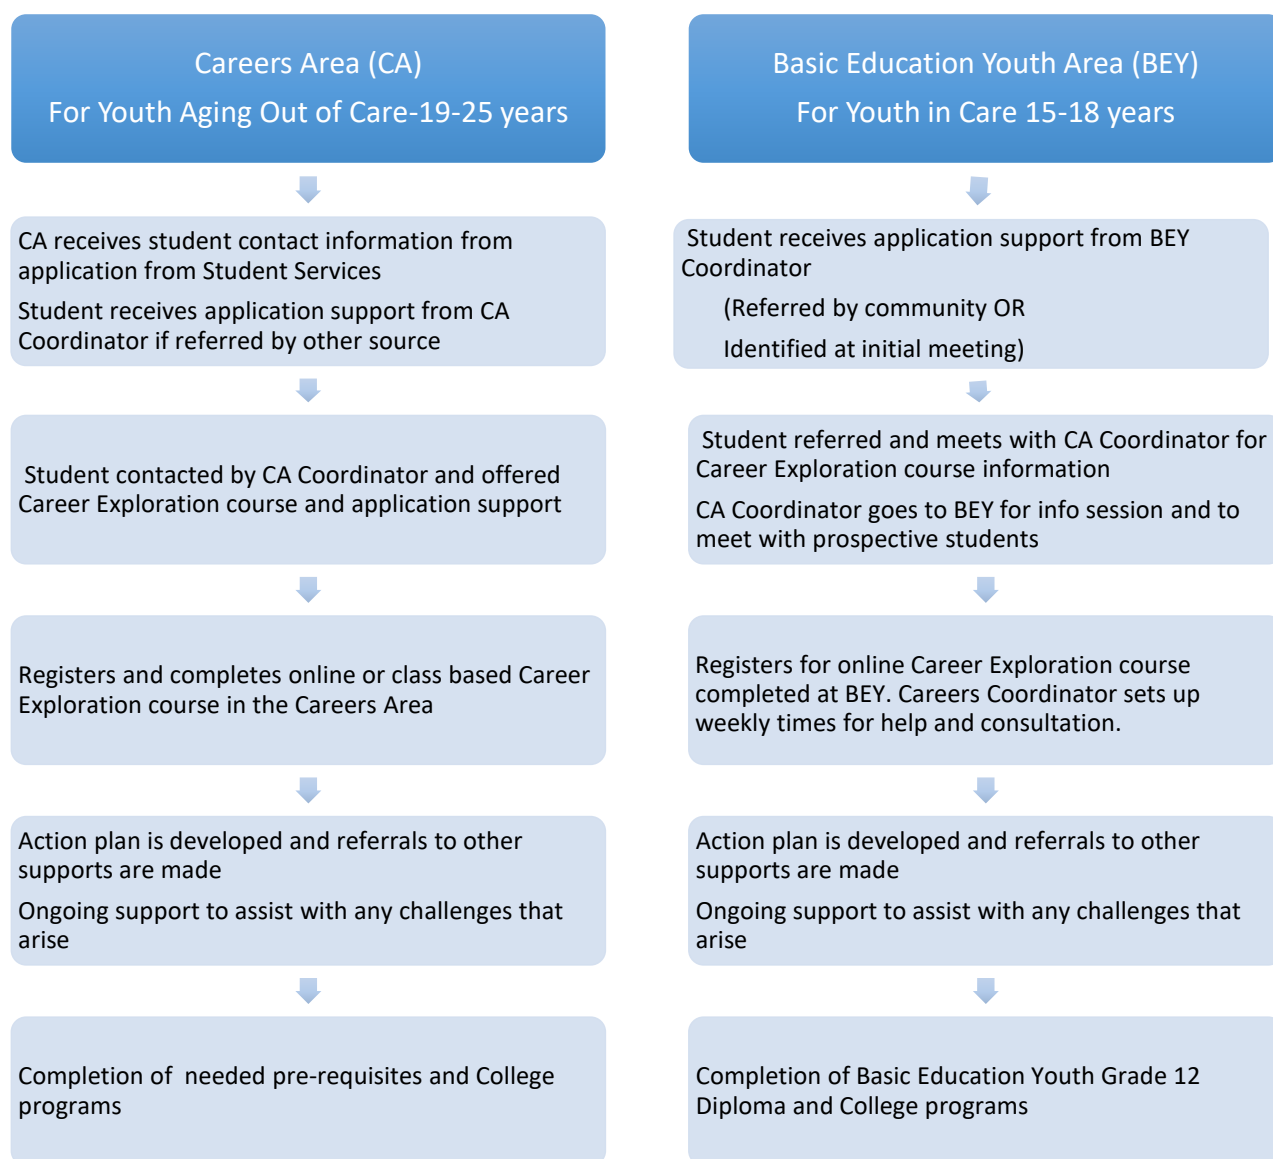 Careers Area (CA)
For Youth Aging Out of Care-19-25 years
CA receives student contact information from
application from Student Services
Student receives application support from CA
Coordinator if referred by other source
Student contacted by CA Coordinator and offered
Career Exploration course and application support
Registers and completes online or class based Career
Exploration course in the Careers Area
Action plan is developed and referrals to other
supports are made
Ongoing support to assist with any challenges that
arise
Completion of needed pre-requisites and College
programs
Basic Education Youth Area (BEY)
For Youth in Care 15-18 years
Student receives application support from BEY
Coordinator
(Referred by community OR
Identified at initial meeting)
Student referred and meets with CA Coordinator for
Career Exploration course information
CA Coordinator goes to BEY for info session and to
meet with prospective students
Registers for online Career Exploration course
completed at BEY. Careers Coordinator sets up
weekly times for help and consultation.
Action plan is developed and referrals to other
supports are made
Ongoing support to assist with any challenges that
arise
Completion of Basic Education Youth Grade 12
Diploma and College programs